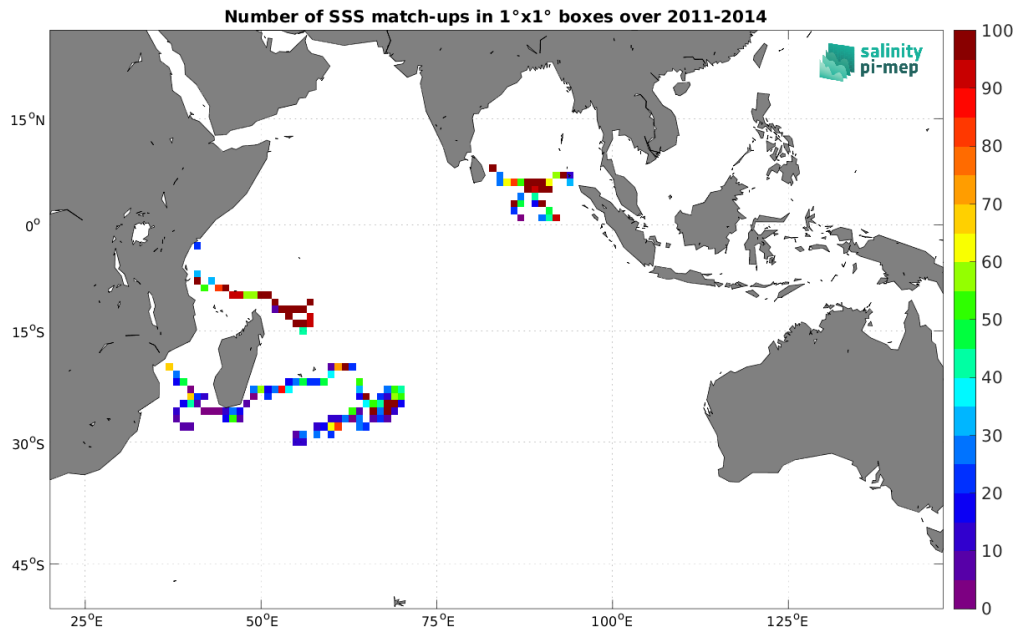 Number of SSS match-ups in 1°x1° boxes over 2011-2014
salinity
pi-mep
15°N
0°
15°S
30°S
45°S
25°E
50°E
75°E
100°E
125°E
100
90
80
70
60
50
40
30
20
10
0